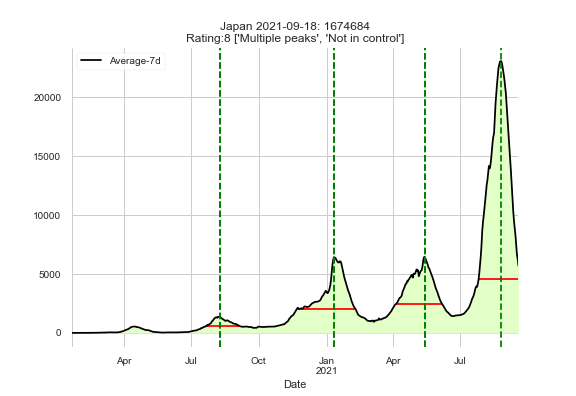 Japan 2021-09-18: 1674684
Rating:8 ['Multiple peaks', 'Not in control']
Average-7d
20000
15000
10000
5000
0
Apr
Jul
Oct
Jan
2021
Apr
Jul
Date